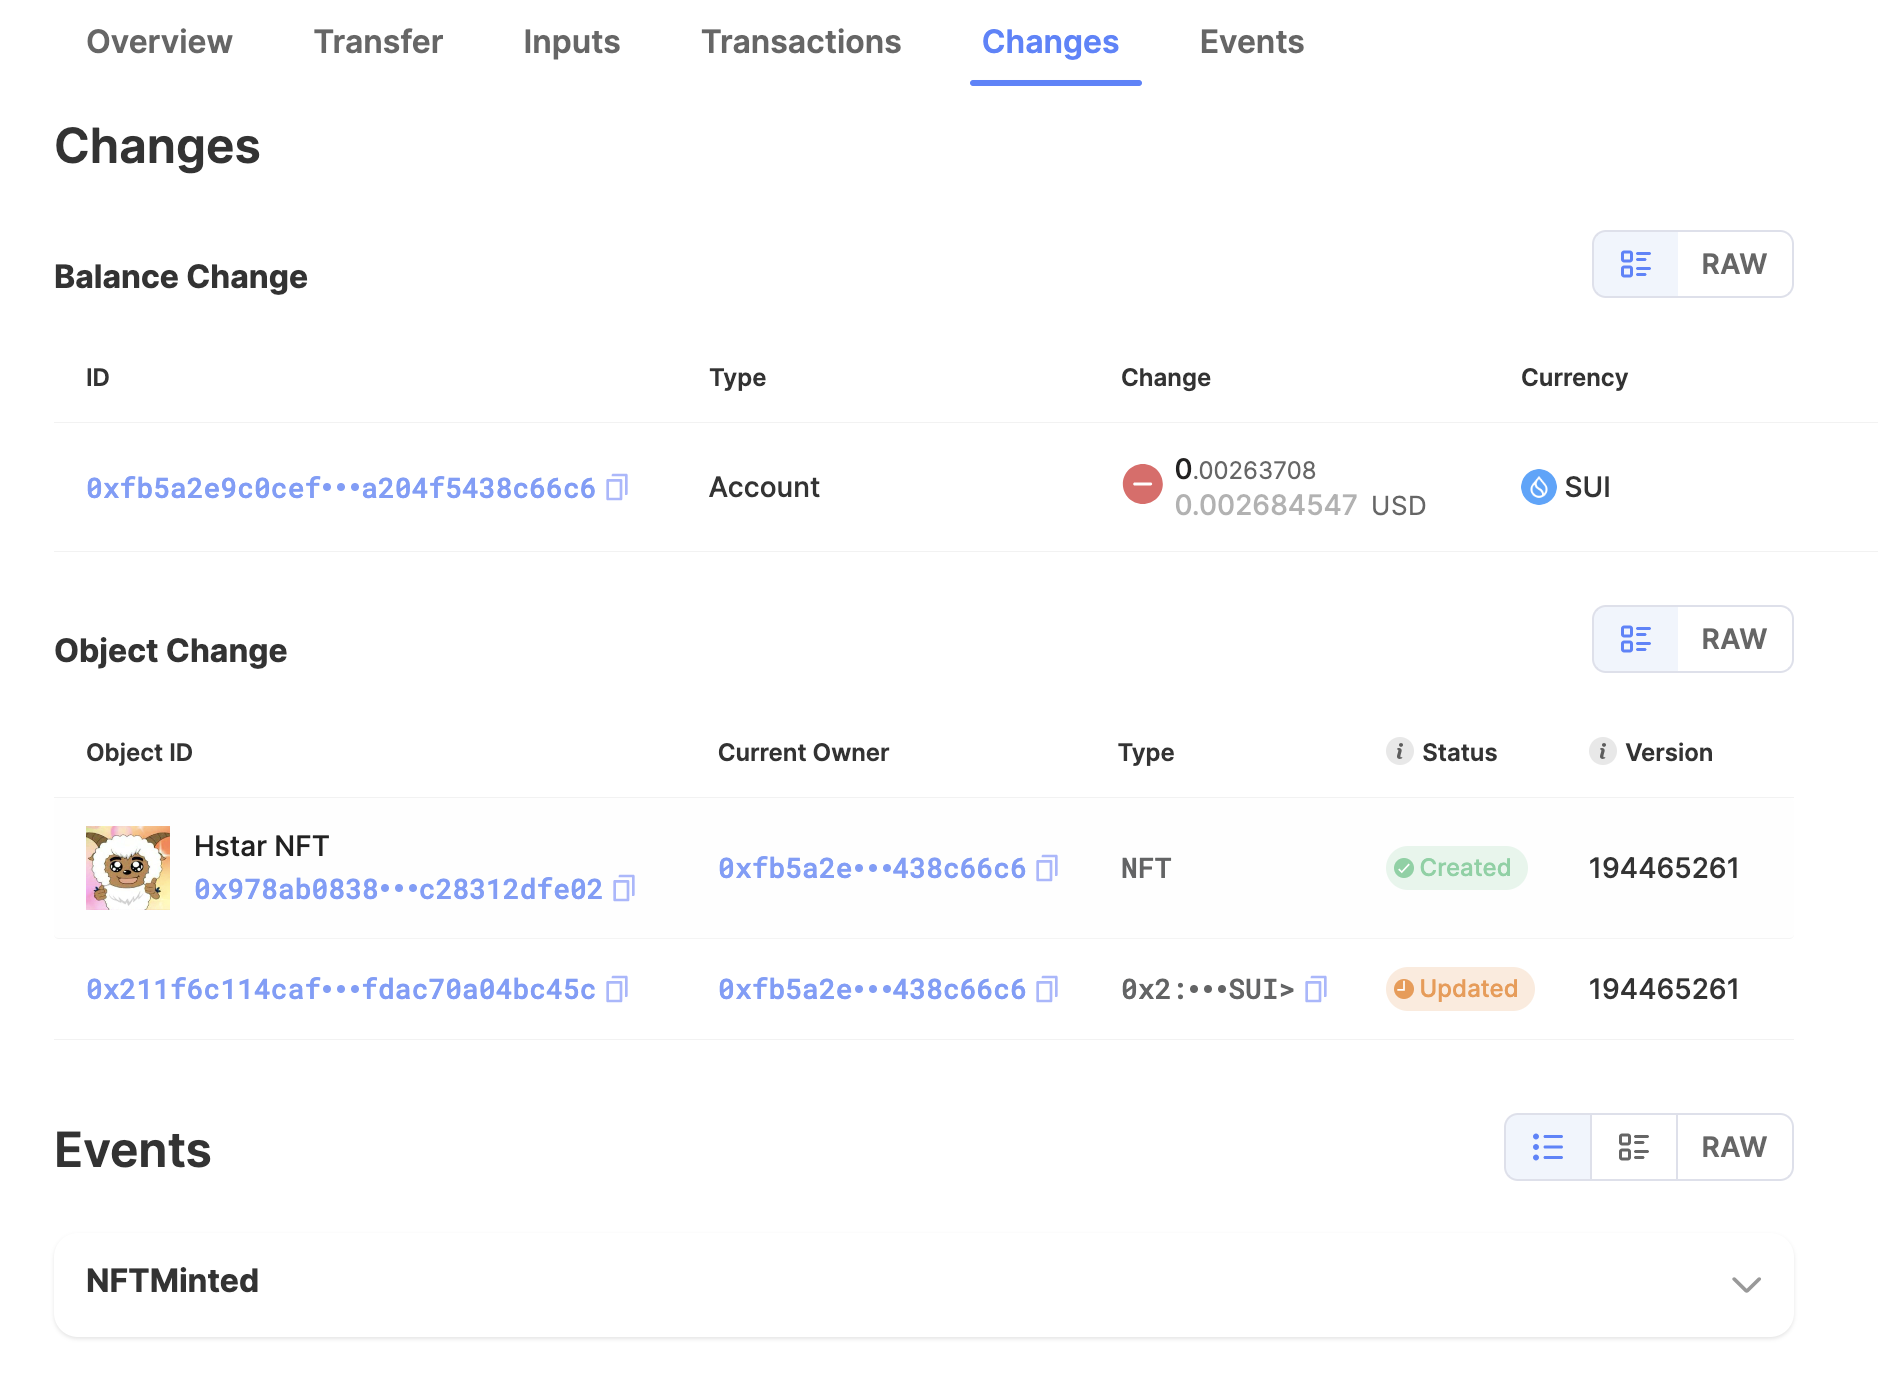 Overview Transfer Inputs Transactions Changes Events
Changes
Balance Change
RAW
ID Type Change Currency
0xfb5a2e9c0cef•••a204f5438c66c6 Account 0.00263708 SUI
0.002684547 USD
Object Change
RAW
Object ID Current Owner Type i Status i Version
Hstar NFT
0x978ab0838•••c28312dfe02 0xfb5a2e•••438c66c6 NFT Created 194465261
0x211f6c114caf•••fdac70a04bc45c 0xfb5a2e•••438c66c6 0x2:•••SUI> Updated 194465261
Events
RAW
NFTMinted